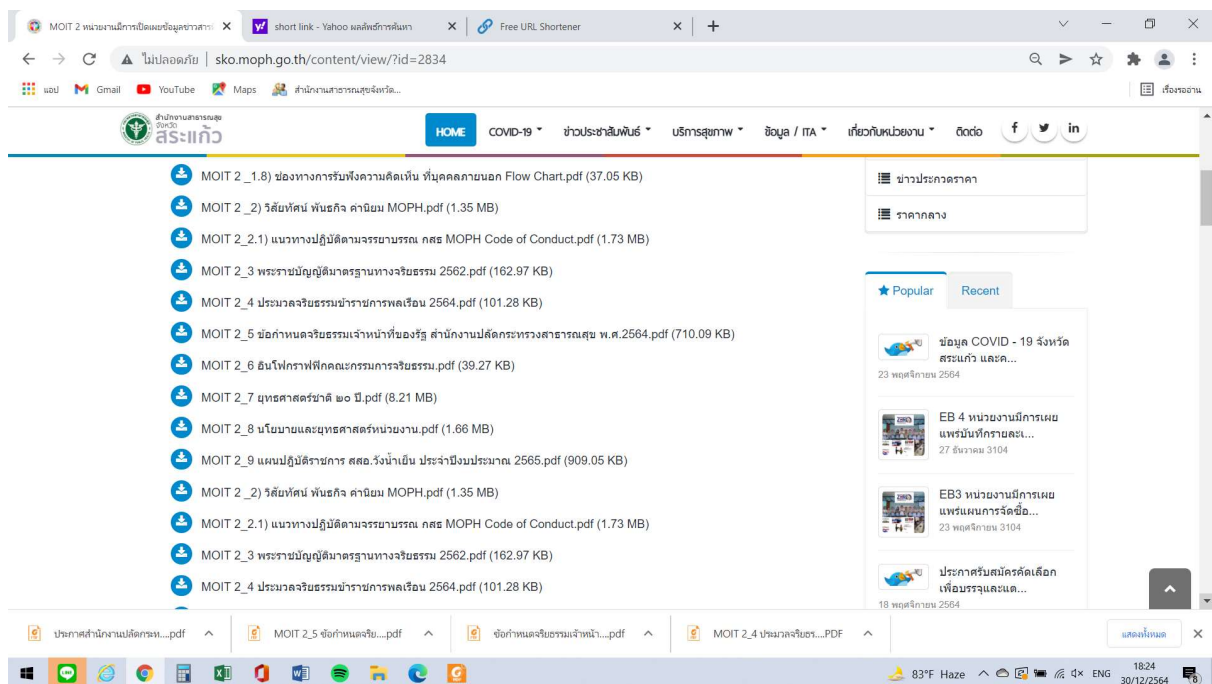 MOIT 2 หน่วยงานมีการเปิดเผยข้อมูลข่าวสาร
short link - Yahoo ผลลัพธ์การค้นหา
Free URL Shortener
ไม่ปลอดภัย | sko.moph.go.th/content/view/?id=2834
แอป
Gmail
YouTube
Maps
สำนักงานสาธารณสุขจังหวัด...
เรื่องรออ่าน
สำนักงานสาธารณสุข
จังหวัด
สระแก้ว
HOME
COVID-19
ข่าวประชาสัมพันธ์
บริการสุขภาพ
ข้อมูล / ITA
เกี่ยวกับหน่วยงาน
ติดต่อ
MOIT 2 _1.8) ช่องทางการรับฟังความคิดเห็น ที่บุคคลภายนอก Flow Chart.pdf (37.05 KB)
MOIT 2 _2) วิสัยทัศน์ พันธกิจ ค่านิยม MOPH.pdf (1.35 MB)
MOIT 2_2.1) แนวทางปฏิบัติตามจรรยาบรรณ กสธ MOPH Code of Conduct.pdf (1.73 MB)
MOIT 2_3 พระราชบัญญัติมาตรฐานทางจริยธรรม 2562.pdf (162.97 KB)
MOIT 2_4 ประมวลจริยธรรมข้าราชการพลเรือน 2564.pdf (101.28 KB)
MOIT 2_5 ข้อกำหนดจริยธรรมเจ้าหน้าที่ของรัฐ สำนักงานปลัดกระทรวงสาธารณสุข พ.ศ.2564.pdf (710.09 KB)
MOIT 2_6 อินโฟกราฟฟิคคณะกรรมการจริยธรรม.pdf (39.27 KB)
MOIT 2_7 ยุทธศาสตร์ชาติ ๒๐ ปี.pdf (8.21 MB)
MOIT 2_8 นโยบายและยุทธศาสตร์หน่วยงาน.pdf (1.66 MB)
MOIT 2_9 แผนปฏิบัติราชการ สสอ.วังน้ำเย็น ประจำปีงบประมาณ 2565.pdf (909.05 KB)
MOIT 2 _2) วิสัยทัศน์ พันธกิจ ค่านิยม MOPH.pdf (1.35 MB)
MOIT 2_2.1) แนวทางปฏิบัติตามจรรยาบรรณ กสธ MOPH Code of Conduct.pdf (1.73 MB)
MOIT 2_3 พระราชบัญญัติมาตรฐานทางจริยธรรม 2562.pdf (162.97 KB)
MOIT 2_4 ประมวลจริยธรรมข้าราชการพลเรือน 2564.pdf (101.28 KB)
ข่าวประกวดราคา
ราคากลาง
Popular
Recent
ข้อมูล COVID - 19 จังหวัด
สระแก้ว และค...
23 พฤศจิกายน 2564
EB 4 หน่วยงานมีการเผย
แพร่บันทึกรายละเ...
27 ธันวาคม 3104
EB3 หน่วยงานมีการเผย
แพร่แผนการจัดซื้อ...
23 พฤศจิกายน 3104
ประกาศรับสมัครคัดเลือก
เพื่อบรรจุและแต...
18 พฤศจิกายน 2564
ประกาศสำนักงานปลัดกระท....pdf
MOIT 2_5 ข้อกำหนดจริย....pdf
ข้อกำหนดจริยธรรมเจ้าหน้า....pdf
MOIT 2_4 ประมวลจริยธร....PDF
แสดงทั้งหมด
83°F Haze
ENG
18:24
30/12/2564
8